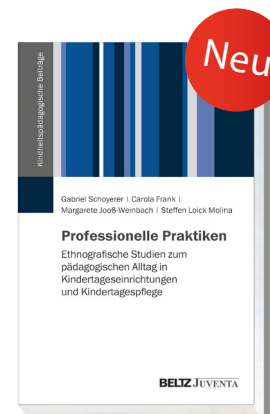 Neu
Kindheitspädagogische Beiträge
Gabriel Schoyerer I Carola Frank I
Margarete Jooß-Weinbach I Steffen Loick Molina
Professionelle Praktiken
Ethnografische Studien zum
pädagogischen Alltag in
Kindertageseinrichtungen
und Kindertagespflege
BELTZ JUVENTA